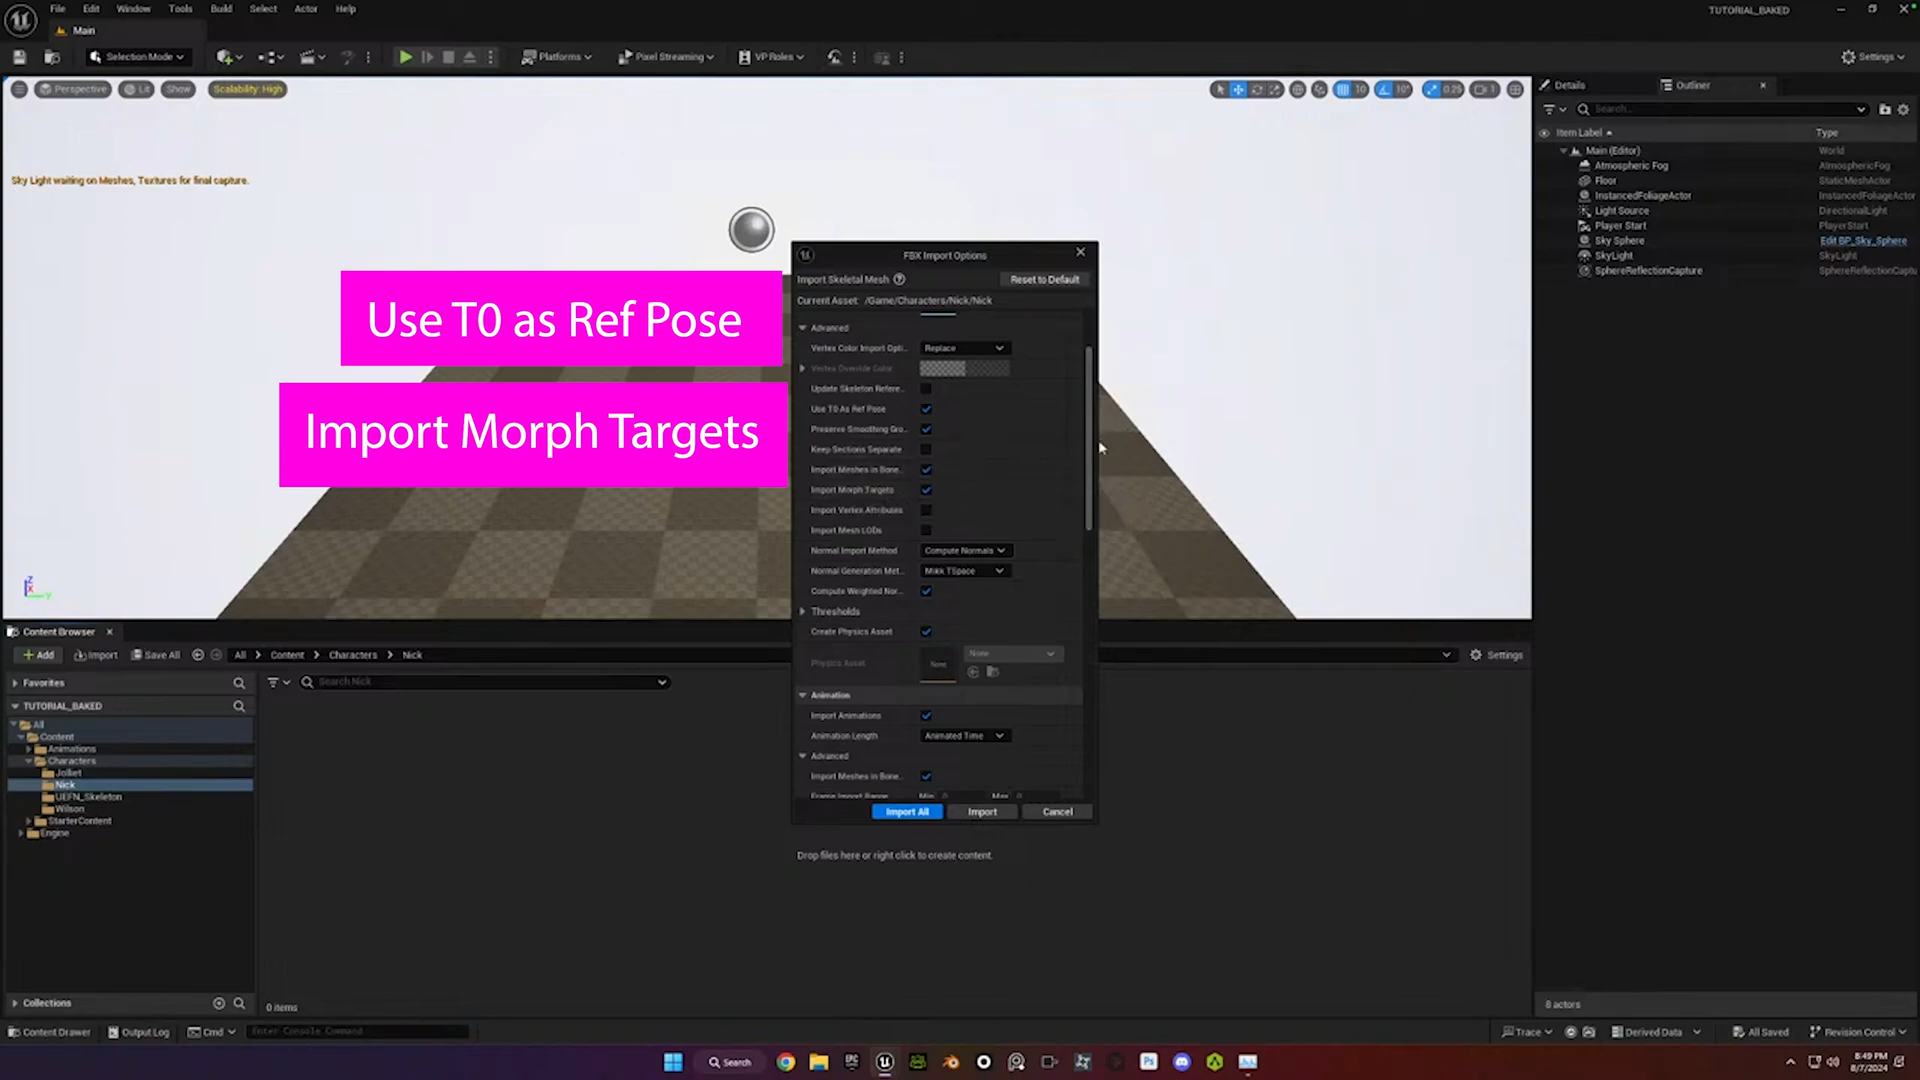 File Edit Window Tools Build Select Actor Help
TUTORIAL_BAKED
Main
Selection Mode
Platforms
Pixel Streaming
VP Roles
Settings
Perspective
Lit
Show
Scalability: High
10
10°
0.25
1
Details
Outliner
Search...
Item Label
Type
Main (Editor)
World
Atmospheric Fog
AtmosphericFog
Floor
StaticMeshActor
InstancedFoliageActor
InstancedFoliageActor
Light Source
DirectionalLight
Player Start
PlayerStart
Sky Sphere
Edit BP_Sky_Sphere
SkyLight
SkyLight
SphereReflectionCapture
SphereReflectionCaptu
Sky Light waiting on Meshes, Textures for final capture.
Use T0 as Ref Pose
Import Morph Targets
FBX Import Options
Import Skeletal Mesh
Reset to Default
Current Asset: /Game/Characters/Nick/Nick
Advanced
Vertex Color Import Opti...
Replace
Vertex Override Color
Update Skeleton Refere...
Use T0 As Ref Pose
Preserve Smoothing Gro...
Keep Sections Separate
Import Meshes in Bone...
Import Morph Targets
Import Vertex Attributes
Import Mesh LODs
Normal Import Method
Compute Normals
Normal Generation Met...
Mikk TSpace
Compute Weighted Nor...
Thresholds
Create Physics Asset
Physics Asset
None
None
Animation
Import Animations
Animation Length
Animated Time
Advanced
Import Meshes in Bone...
Frame Import Range
Min 0
Max 0
Import All
Import
Cancel
Z
X
Y
Content Browser
Add
Import
Save All
All > Content > Characters > Nick
Settings
Favorites
Search Nick
TUTORIAL_BAKED
All
Content
Animations
Characters
Jolliet
Nick
UEFN_Skeleton
Wilson
StarterContent
Engine
Drop files here or right click to create content.
Collections
0 items
8 actors
Content Drawer
Output Log
Cmd
Enter Console Command
Trace
Derived Data
All Saved
Revision Control
Search
EPIC
Ps
8:49 PM
8/7/2024